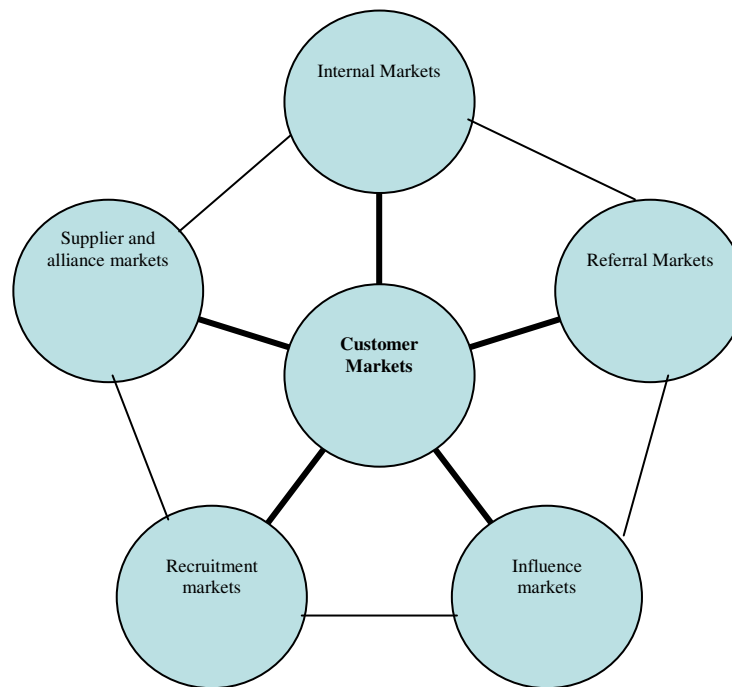 Internal Markets
Supplier and
alliance markets
Referral Markets
Customer
Markets
Recruitment
markets
Influence
markets